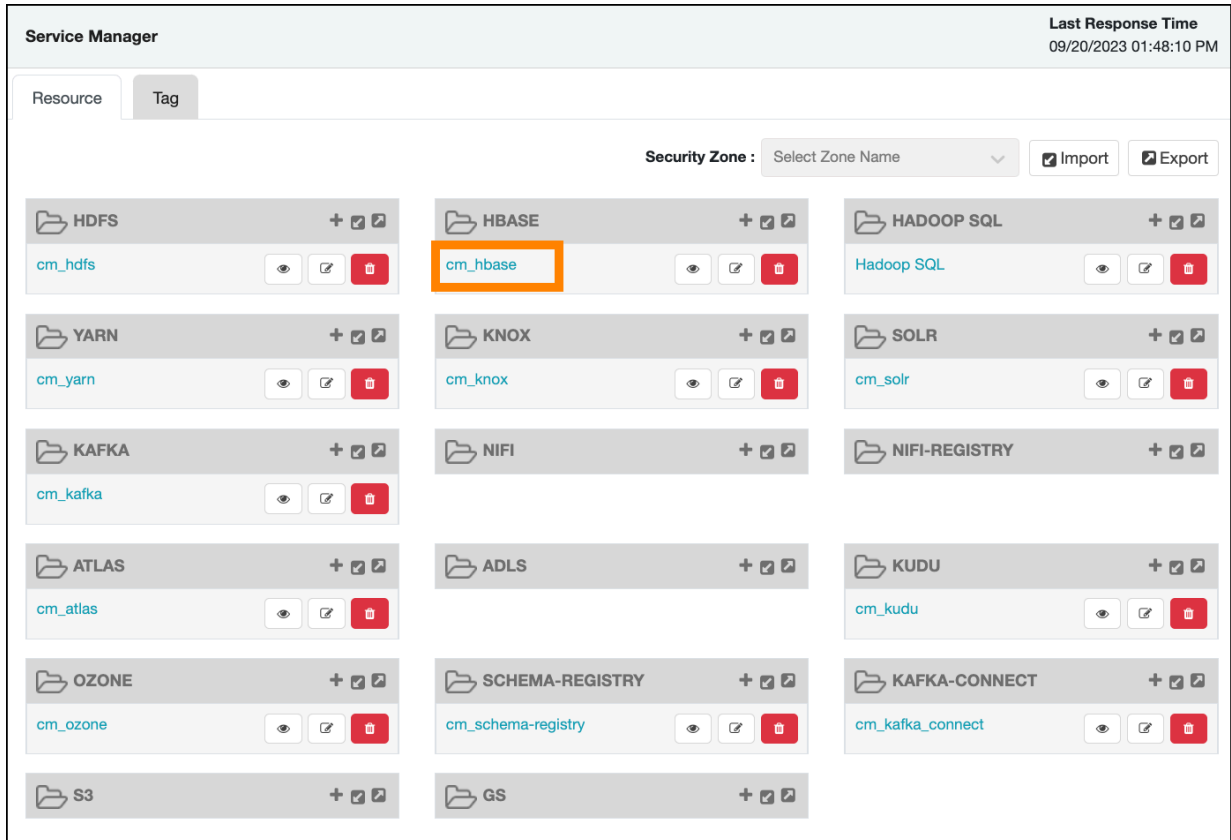 Service Manager
Last Response Time
09/20/2023 01:48:10 PM
Resource
Tag
Security Zone :
Select Zone Name
Import
Export
HDFS
HBASE
HADOOP SQL
cm_hdfs
cm_hbase
Hadoop SQL
YARN
KNOX
SOLR
cm_yarn
cm_knox
cm_solr
KAFKA
NIFI
NIFI-REGISTRY
cm_kafka
ATLAS
ADLS
KUDU
cm_atlas
cm_kudu
OZONE
SCHEMA-REGISTRY
KAFKA-CONNECT
cm_ozone
cm_schema-registry
cm_kafka_connect
S3
GS